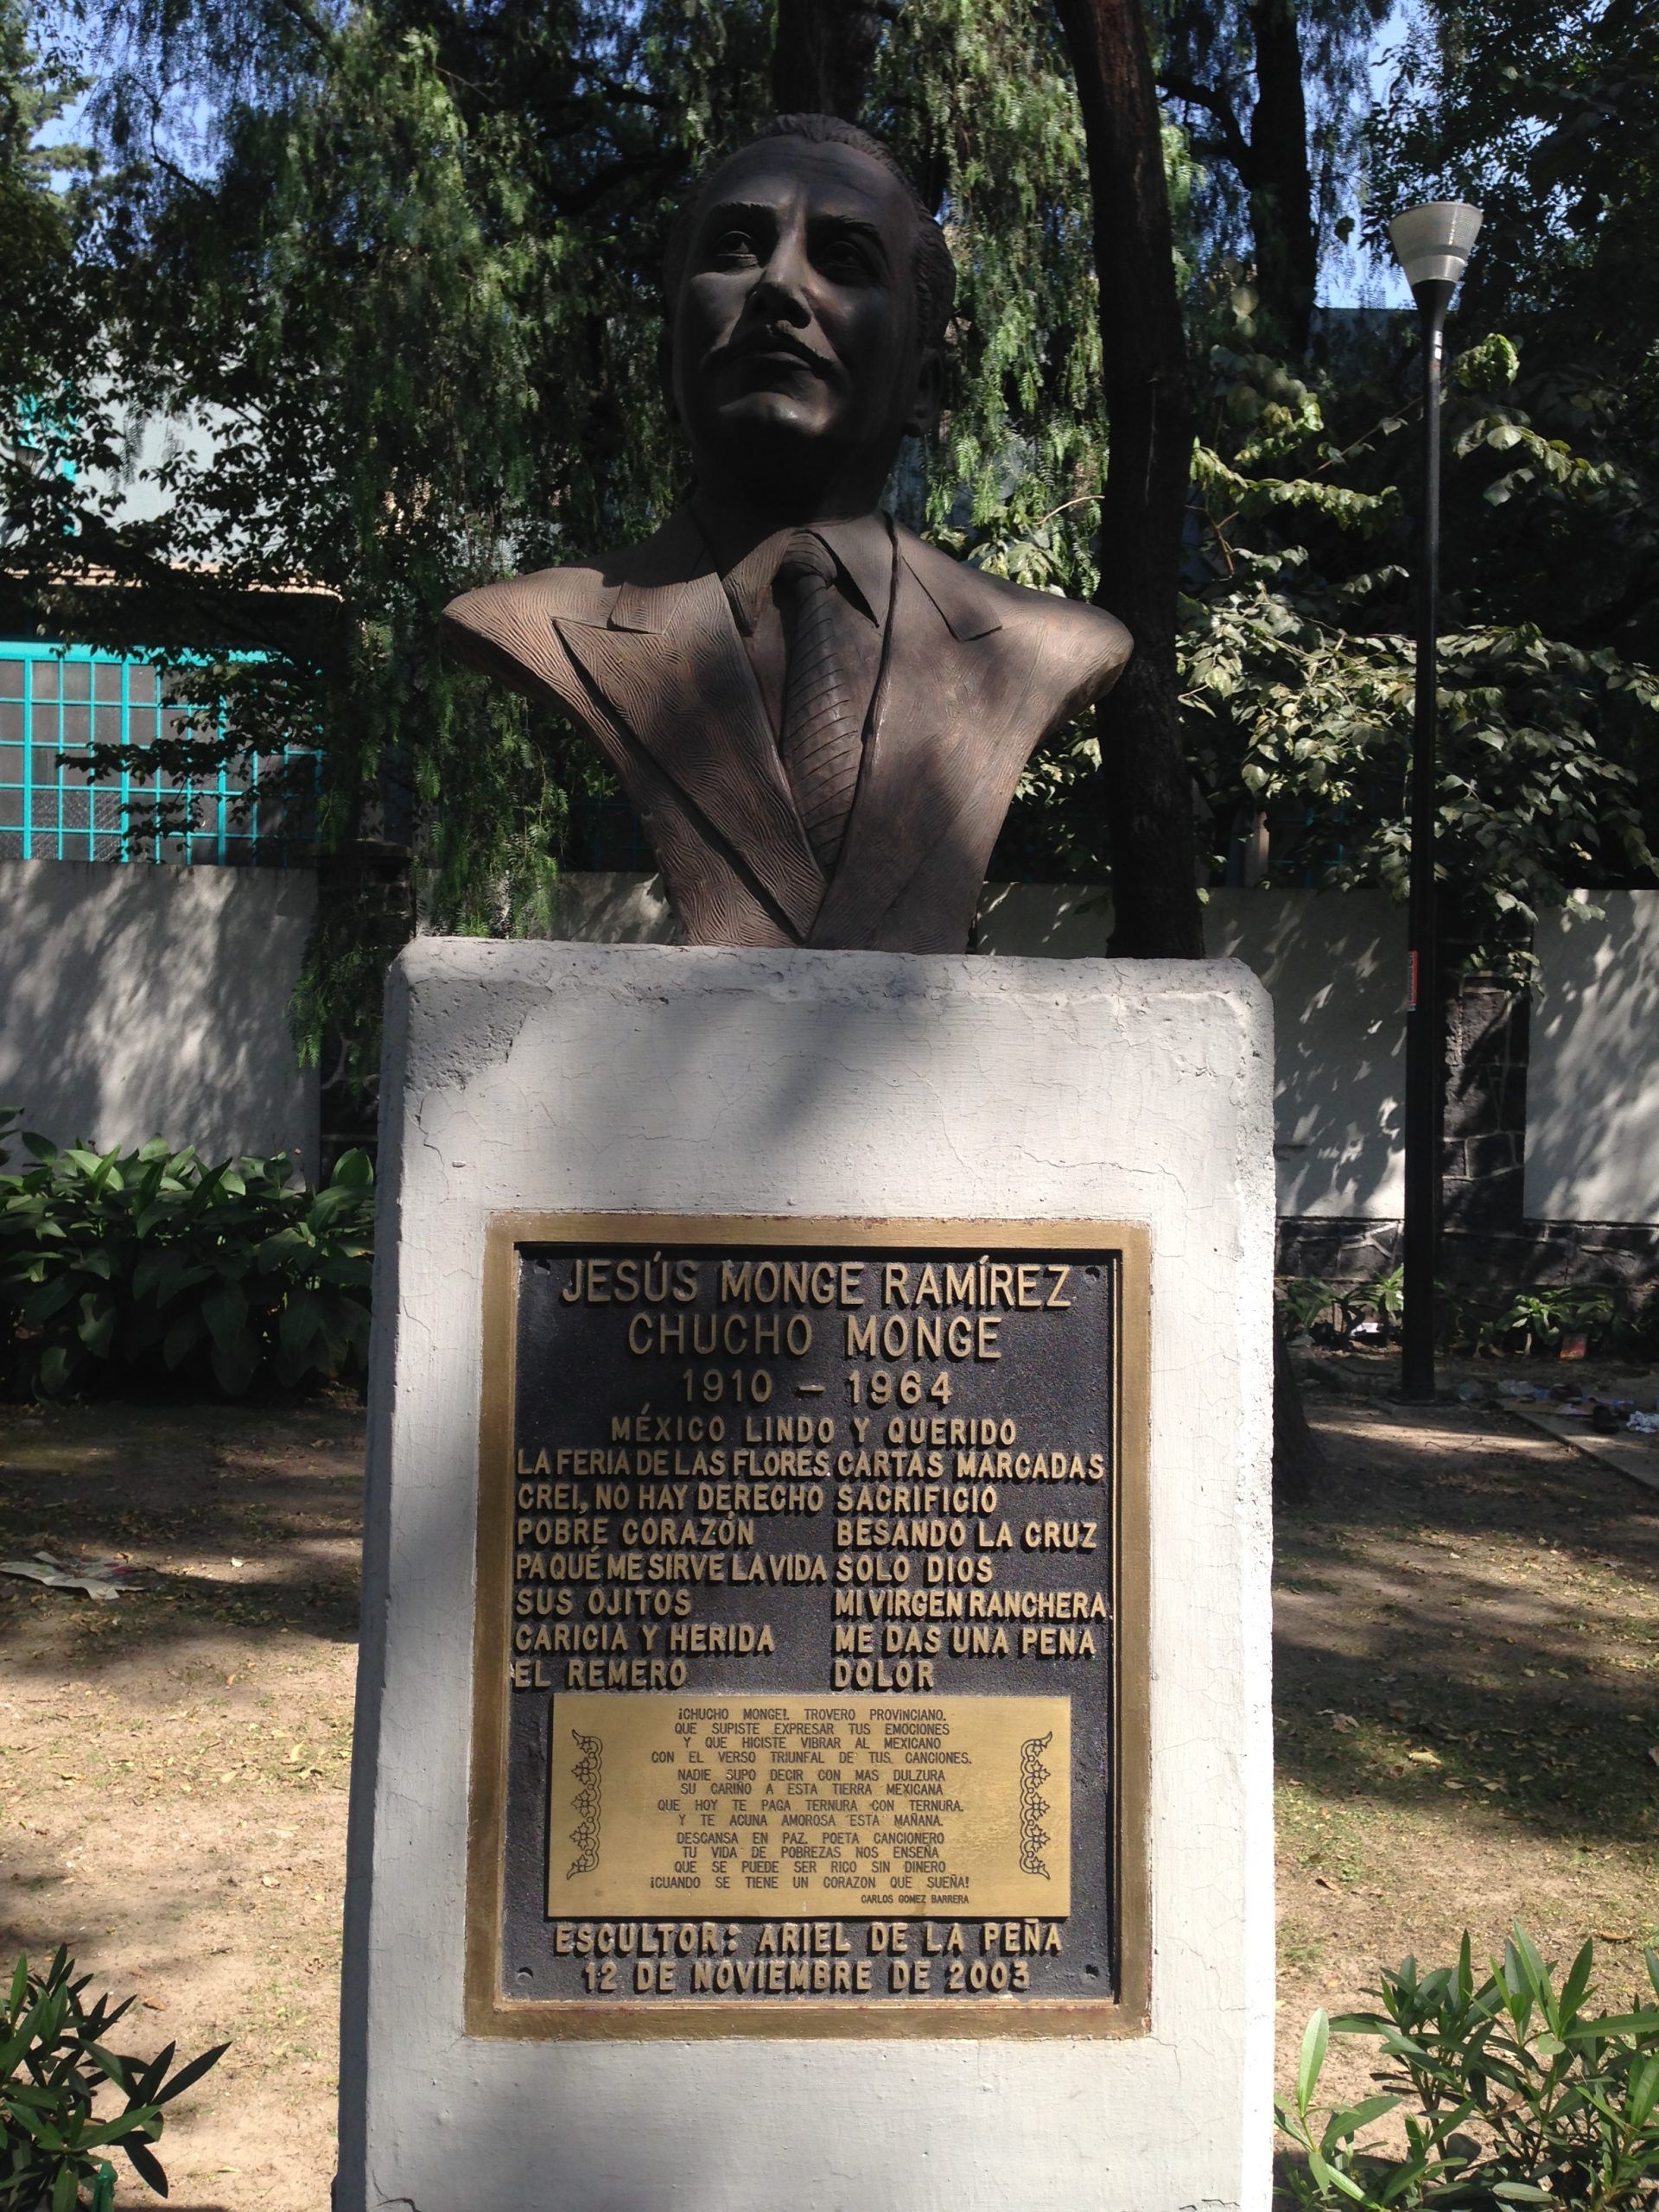 JESÚS MONGE RAMÍREZ
CHUCHO MONGE
1910 – 1964
MÉXICO LINDO Y QUERIDO
LA FERIA DE LAS FLORES CARTAS MARCADAS
CREI, NO HAY DERECHO SACRIFICIO
POBRE CORAZÓN BESANDO LA CRUZ
PA QUÉ ME SIRVE LA VIDA SOLO DIOS
SUS OJITOS MI VIRGEN RANCHERA
CARICIA Y HERIDA ME DAS UNA PENA
EL REMERO DOLOR
¡CHUCHO MONGE!, TROVERO PROVINCIANO,
QUE SUPISTE EXPRESAR TUS EMOCIONES
Y QUE HICISTE VIBRAR AL MEXICANO
CON EL VERSO TRIUNFAL DE TUS CANCIONES.
NADIE SUPO DECIR CON MAS DULZURA
SU CARIÑO A ESTA TIERRA MEXICANA
QUE HOY TE PAGA TERNURA CON TERNURA,
Y TE ACUNA AMOROSA ESTA MAÑANA.
DESCANSA EN PAZ, POETA CANCIONERO
TU VIDA DE POBREZAS NOS ENSEÑA
QUE SE PUEDE SER RICO SIN DINERO
¡CUANDO SE TIENE UN CORAZON QUE SUEÑA!
CARLOS GOMEZ BARRERA
ESCULTOR: ARIEL DE LA PEÑA
12 DE NOVIEMBRE DE 2003